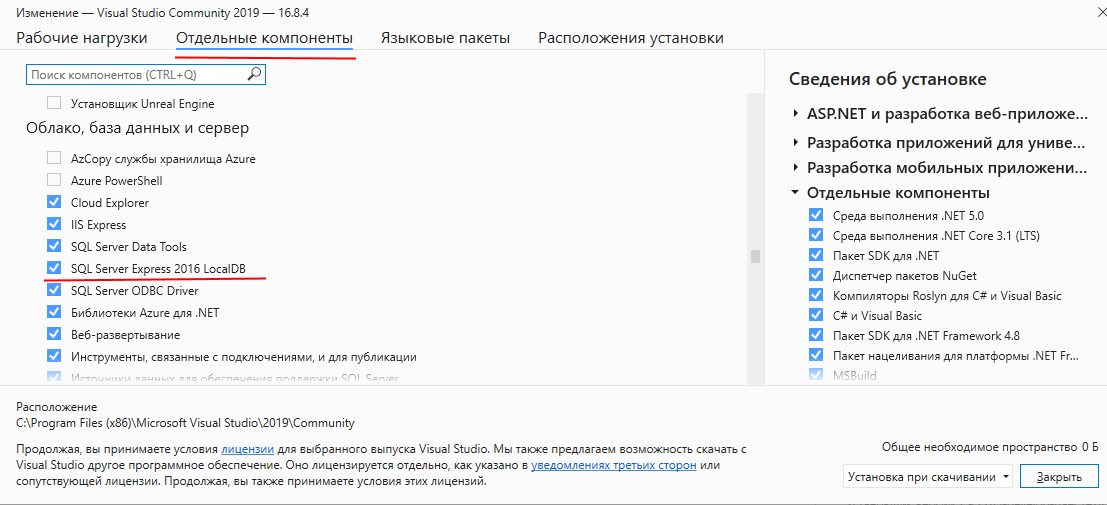 Изменение — Visual Studio Community 2019 — 16.8.4
Рабочие нагрузки
Отдельные компоненты
Языковые пакеты
Расположения установки
Поиск компонентов (CTRL+Q)
Установщик Unreal Engine
Облако, база данных и сервер
AzCopy службы хранилища Azure
Azure PowerShell
Cloud Explorer
IIS Express
SQL Server Data Tools
SQL Server Express 2016 LocalDB
SQL Server ODBC Driver
Библиотеки Azure для .NET
Веб-развертывание
Инструменты, связанные с подключениями, и для публикации
Источники данных для обеспечения поддержки SQL Server
Сведения об установке
ASP.NET и разработка веб-приложе...
Разработка приложений для униве...
Разработка мобильных приложени...
Отдельные компоненты
Среда выполнения .NET 5.0
Среда выполнения .NET Core 3.1 (LTS)
Пакет SDK для .NET
Диспетчер пакетов NuGet
Компиляторы Roslyn для C# и Visual Basic
C# и Visual Basic
Пакет SDK для .NET Framework 4.8
Пакет нацеливания для платформы .NET Fr...
MSBuild
Расположение
C:\Program Files (x86)\Microsoft Visual Studio\2019\Community
Продолжая, вы принимаете условия лицензии для выбранного выпуска Visual Studio. Мы также предлагаем возможность скачать с
Visual Studio другое программное обеспечение. Оно лицензируется отдельно, как указано в уведомлениях третьих сторон или
сопутствующей лицензии. Продолжая, вы также принимаете условия этих лицензий.
Общее необходимое пространство 0 Б
Установка при скачивании
Закрыть